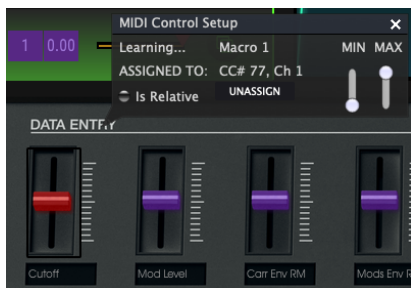 MIDI Control Setup
Learning... Macro 1 MIN MAX
1 0.00
ASSIGNED TO: CC# 77, Ch 1
Is Relative UNASSIGN
DATA ENTRY
Cutoff Mod Level Carr Env RM Mods Env R